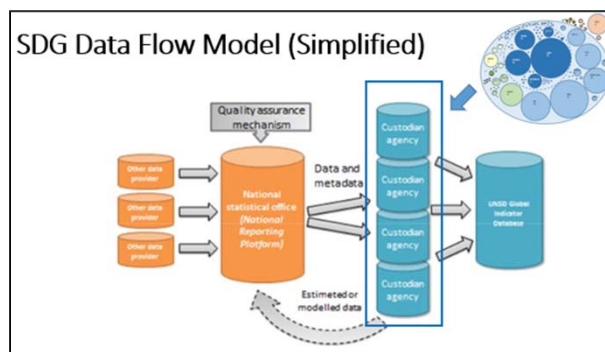 SDG Data Flow Model (Simplified)
Quality assurance
mechanism
Other data
provider
Other data
provider
Other data
provider
National
statistical office
(National
Reporting
Platform)
Data and
metadata
Estimeted or
modelled data
Custodian
agency
Custodian
agency
Custodian
agency
Custodian
agency
UNSD Global
Indicator
Database